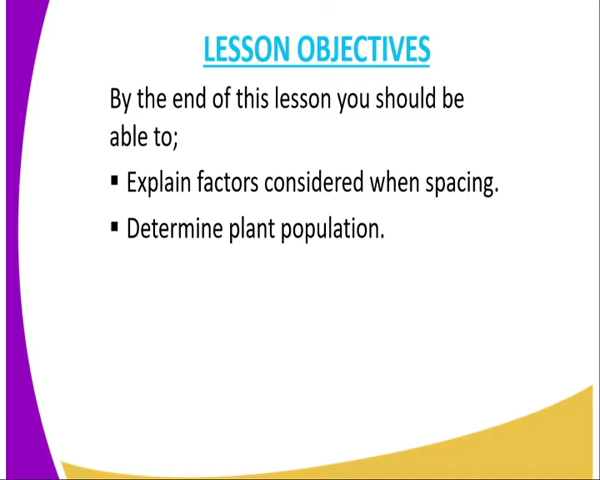 LESSON OBJECTIVES
By the end of this lesson you should be
able to;
▪ Explain factors considered when spacing.
▪ Determine plant population.